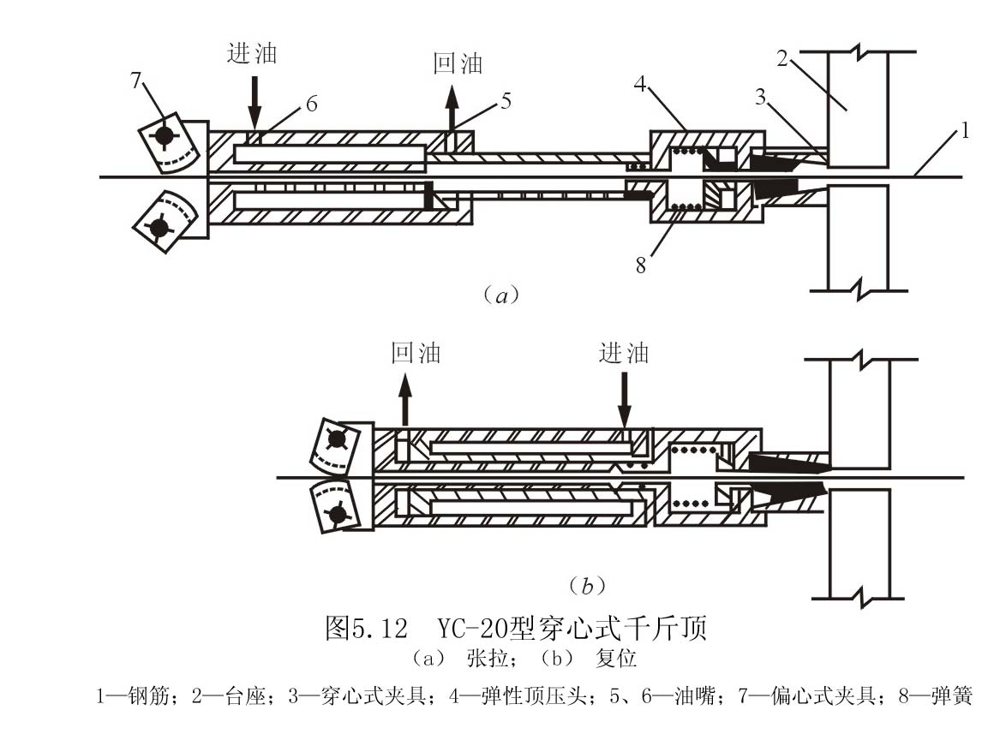 进油
回油
7
6
5
4
2
3
1
8
(a)
回油
进油
(b)
图5.12 YC-20型穿心式千斤顶
(a) 张拉;(b) 复位
1—钢筋;2—台座;3—穿心式夹具;4—弹性顶压头;5、6—油嘴;7—偏心式夹具;8—弹簧